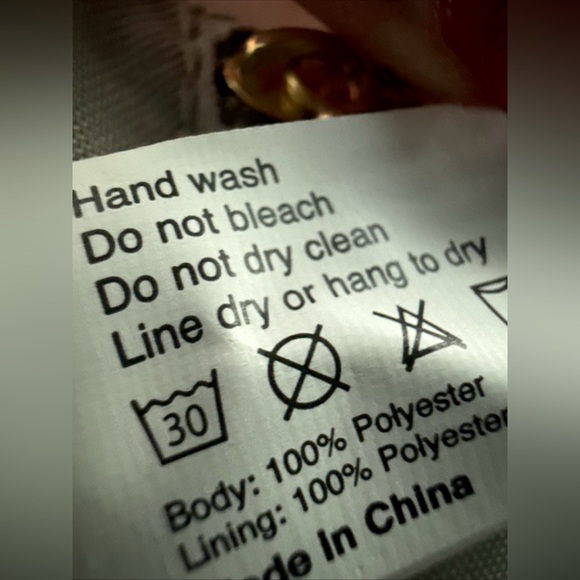 Hand wash
Do not bleach
Do not dry clean
Line dry or hang to dry
30
Body: 100% Polyester
Lining: 100% Polyester
de In China